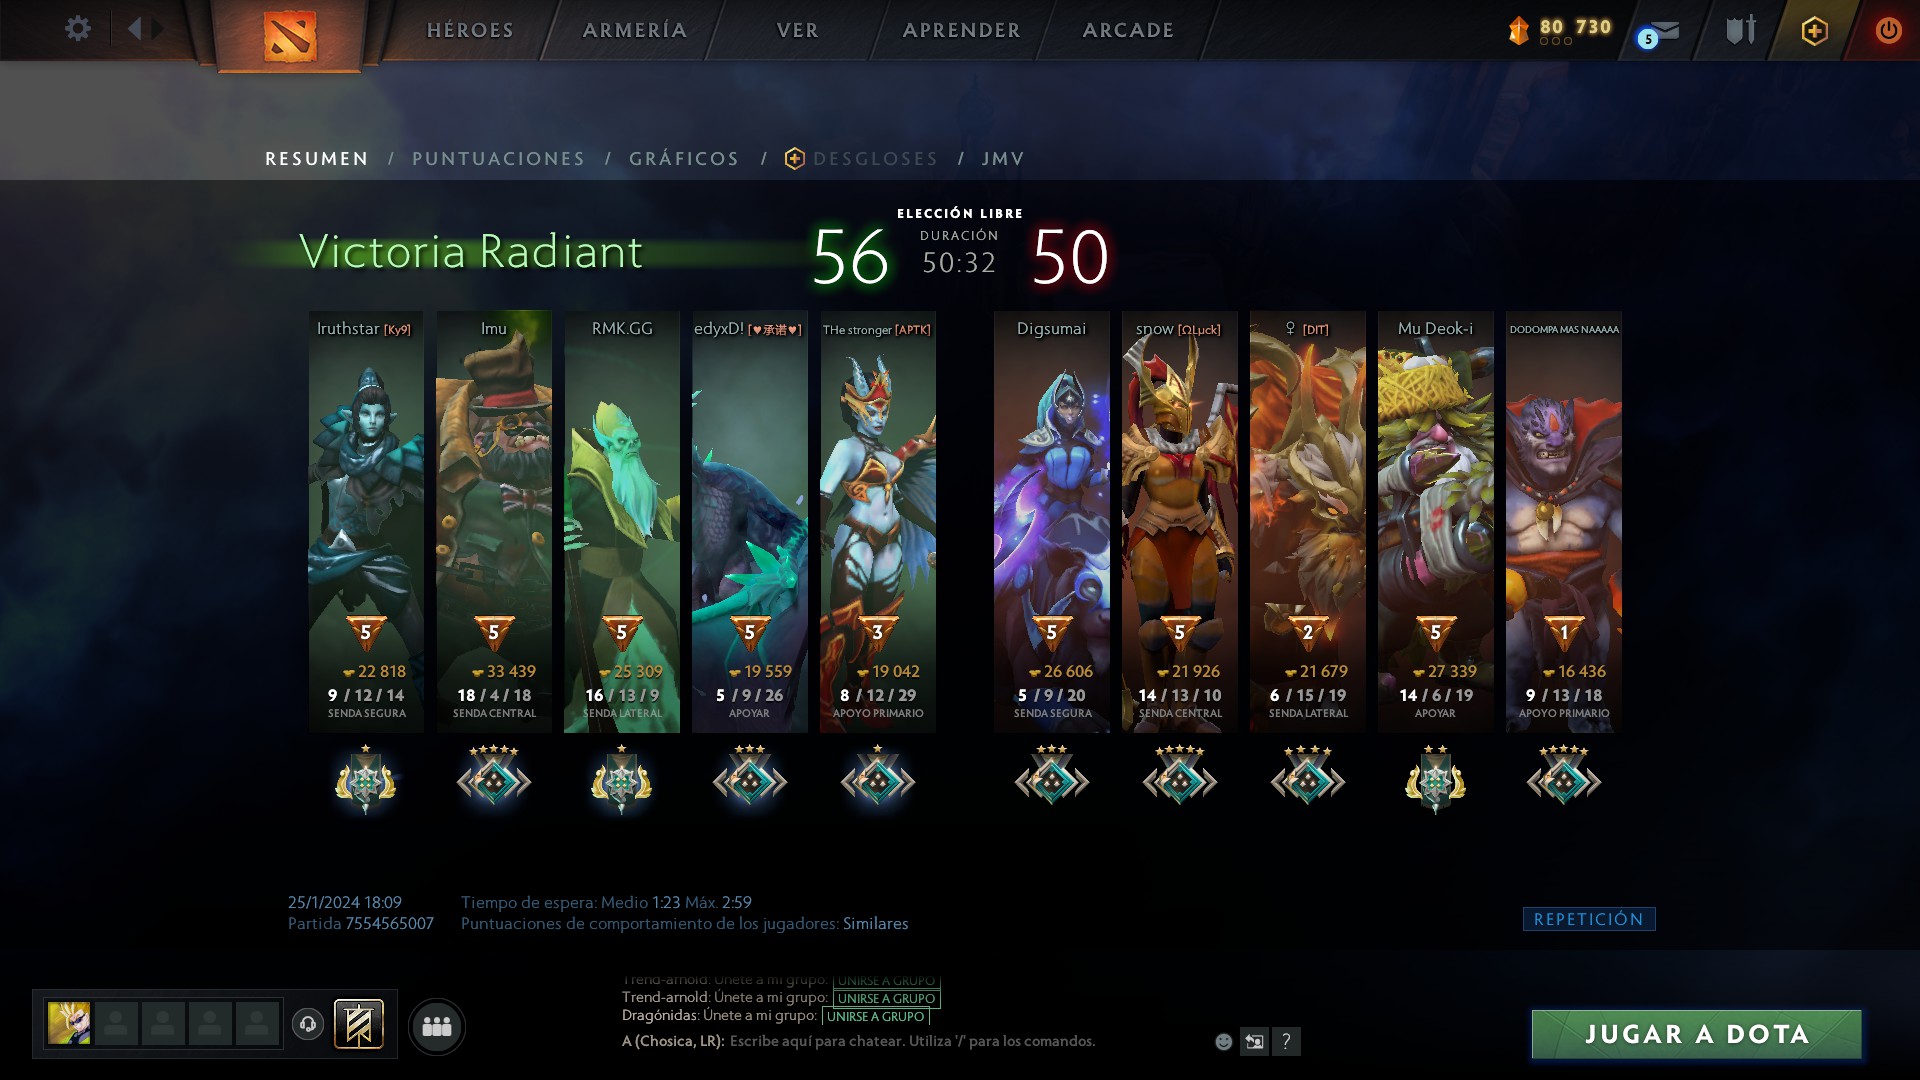 HÉROES
ARMERÍA
VER
APRENDER
ARCADE
80 730
5
RESUMEN / PUNTUACIONES / GRÁFICOS / DESGLOSES / JMV
Victoria Radiant
56
ELECCIÓN LIBRE
DURACIÓN
50:32
50
Iruthstar [Ky9]
5
22 818
9 / 12 / 14
SENDA SEGURA
Imu
5
33 439
18 / 4 / 18
SENDA CENTRAL
RMK.GG
5
25 309
16 / 13 / 9
SENDA LATERAL
edyxD! [♥承诺♥]
5
19 559
5 / 9 / 26
APOYAR
THe stronger [APTK]
3
19 042
8 / 12 / 29
APOYO PRIMARIO
Digsumai
5
26 606
5 / 9 / 20
SENDA SEGURA
snow [ΩLµck]
5
21 926
14 / 13 / 10
SENDA CENTRAL
♀ [DIT]
2
21 679
6 / 15 / 19
SENDA LATERAL
Mu Deok-i
5
27 339
14 / 6 / 19
APOYAR
DODOMPA MAS NAAAAA
1
16 436
9 / 13 / 18
APOYO PRIMARIO
25/1/2024 18:09
Partida 7554565007
Tiempo de espera: Medio 1:23 Máx. 2:59
Puntuaciones de comportamiento de los jugadores: Similares
REPETICIÓN
Trend-arnold: Únete a mi grupo: UNIRSE A GRUPO
Trend-arnold: Únete a mi grupo: UNIRSE A GRUPO
Dragónidas: Únete a mi grupo: UNIRSE A GRUPO
A (Chosica, LR): Escribe aquí para chatear. Utiliza '/' para los comandos.
?
JUGAR A DOTA